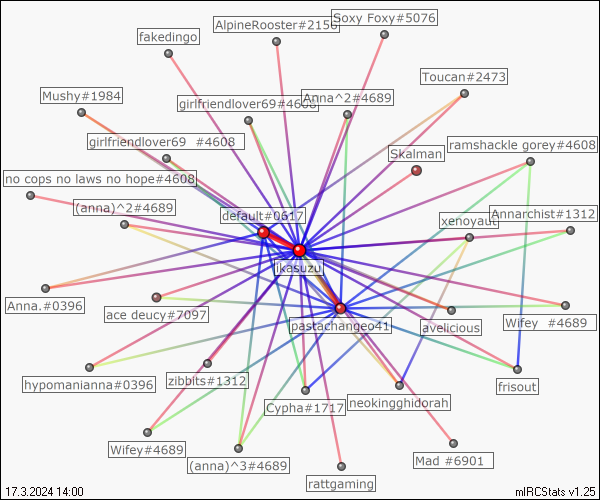 Soxy Foxy#5076
AlpineRooster#2150
fakedingo
Toucan#2473
Mushy#1984
Anna^2#4689
girlfriendlover69#4608
girlfriendlover69 #4608
ramshackle gorey#4608
Skalman
no cops no laws no hope#4608
(anna)^2#4689
default#0617
Annarchist#1312
xenoyaut
ikasuzu
Anna.#0396
ace deucy#7097
pastachangeo41
avelicious
Wifey #4689
hypomanianna#0396
zibbits#1312
frisout
Cypha#1717
neokingghidorah
Wifey#4689
(anna)^3#4689
Mad #6901
rattgaming
17.3.2024 14:00
mIRCStats v1.25